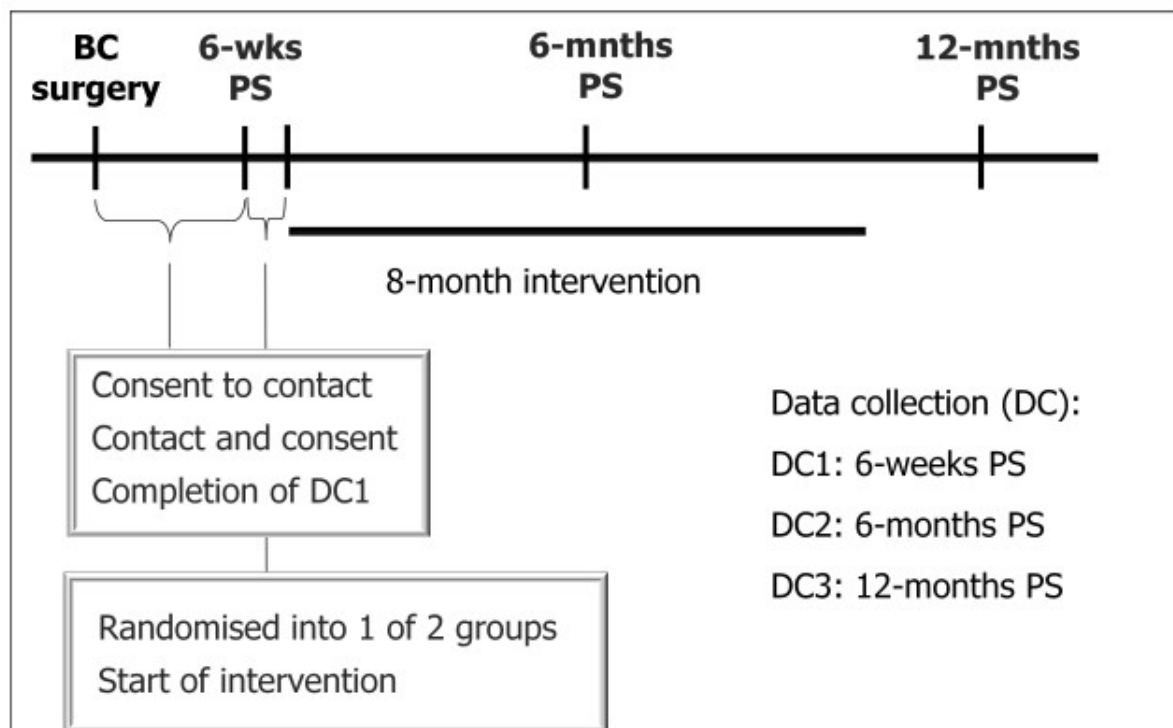 BC surgery
6-wks PS
6-mnths PS
12-mnths PS
8-month intervention
Consent to contact
Contact and consent
Completion of DC1
Randomised into 1 of 2 groups
Start of intervention
Data collection (DC):
DC1: 6-weeks PS
DC2: 6-months PS
DC3: 12-months PS